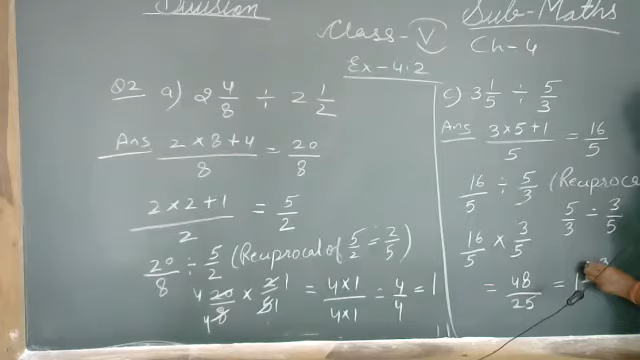 Division
Class-V
Sub-Maths
Ch-4
Ex-4.2
Q2 a) 2 4/8 ÷ 2 1/2
Ans (2×8+4)/8 = 20/8
(2×2+1)/2 = 5/2
20/8 ÷ 5/2 (Reciprocal of 5/2 = 2/5)
4 20/8 4 × 2 1/5 1 = (4×1)/(4×1) = 4/4 = 1
c) 3 1/5 ÷ 5/3
Ans (3×5+1)/5 = 16/5
16/5 ÷ 5/3 (Reciproca
5/3 = 3/5
16/5 × 3/5
= 48/25 = 1